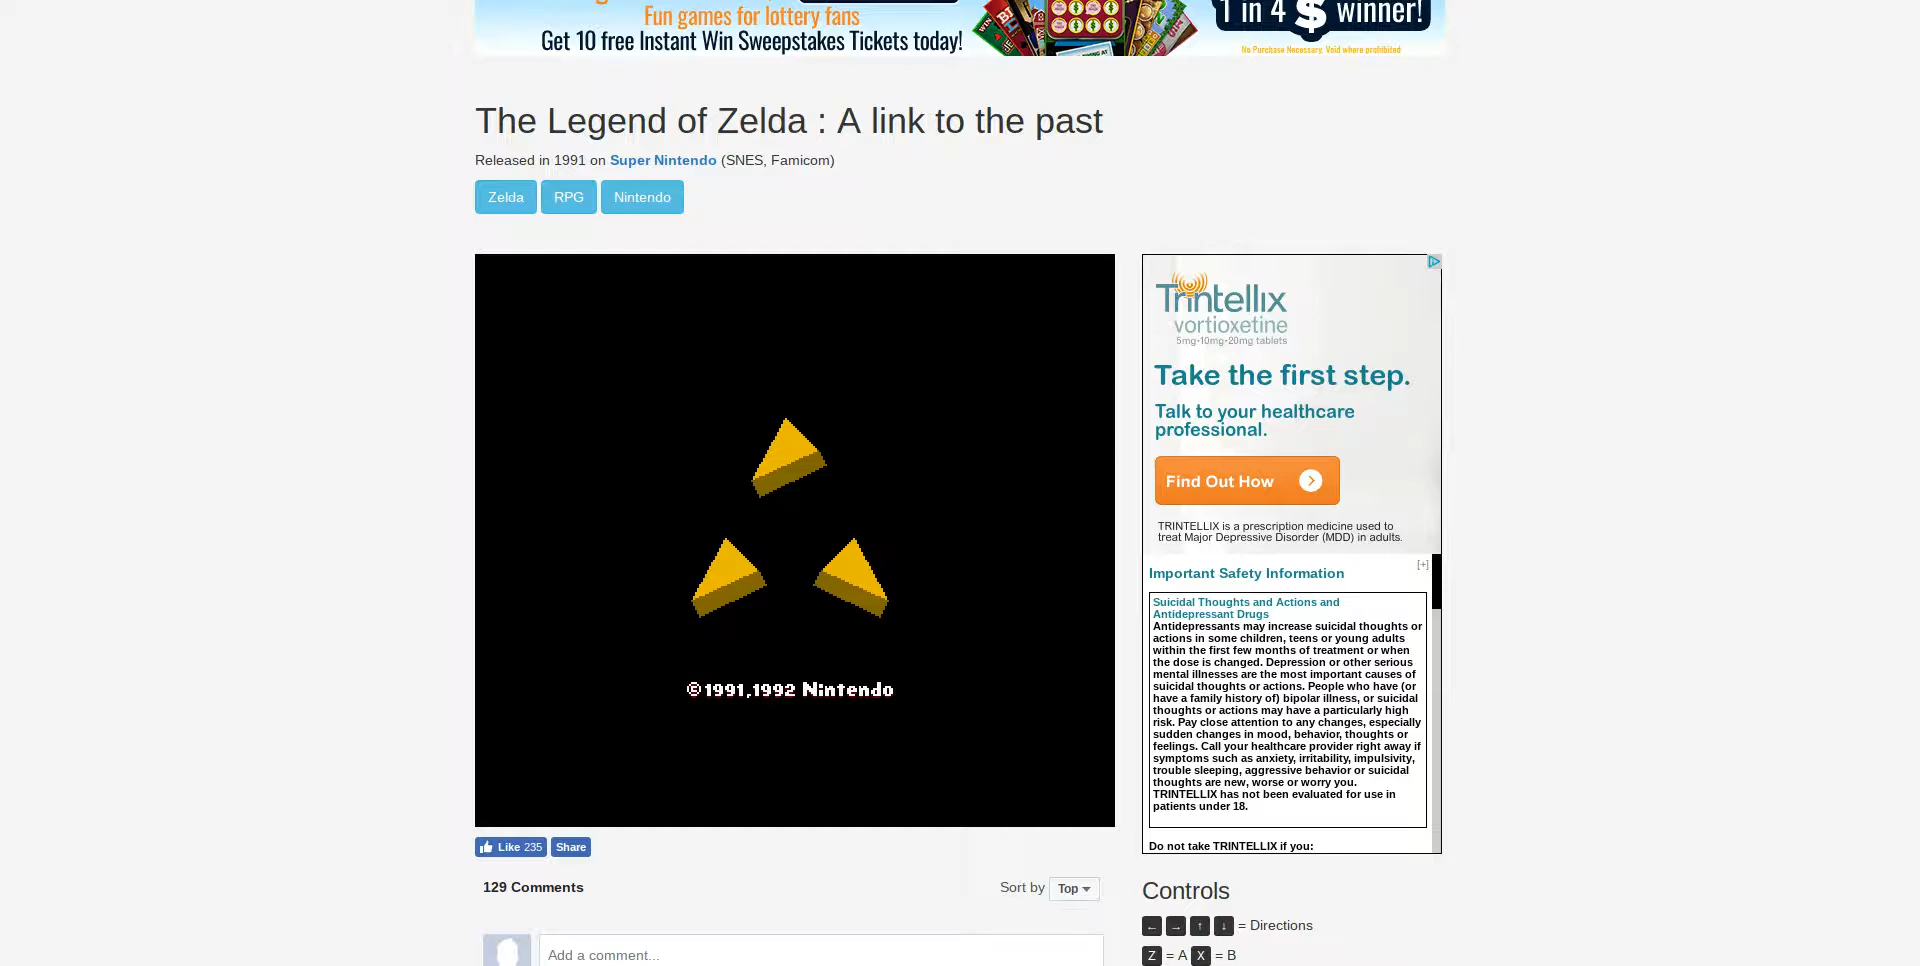 Fun games for lottery fans
Get 10 free Instant Win Sweepstakes Tickets today!
1 in 4 $ winner!
No Purchase Necessary. Void where prohibited
The Legend of Zelda : A link to the past
Released in 1991 on Super Nintendo (SNES, Famicom)
Zelda RPG Nintendo
©1991,1992 Nintendo
Trintellix
vortioxetine
5mg•10mg•20mg tablets
Take the first step.
Talk to your healthcare
professional.
Find Out How
TRINTELLIX is a prescription medicine used to
treat Major Depressive Disorder (MDD) in adults.
[+]
Important Safety Information
Suicidal Thoughts and Actions and
Antidepressant Drugs
Antidepressants may increase suicidal thoughts or
actions in some children, teens or young adults
within the first few months of treatment or when
the dose is changed. Depression or other serious
mental illnesses are the most important causes of
suicidal thoughts or actions. People who have (or
have a family history of) bipolar illness, or suicidal
thoughts or actions may have a particularly high
risk. Pay close attention to any changes, especially
sudden changes in mood, behavior, thoughts or
feelings. Call your healthcare provider right away if
symptoms such as anxiety, irritability, impulsivity,
trouble sleeping, aggressive behavior or suicidal
thoughts are new, worse or worry you.
TRINTELLIX has not been evaluated for use in
patients under 18.
Do not take TRINTELLIX if you:
Like 235 Share
129 Comments
Sort by Top
Add a comment...
Controls
← → ↑ ↓ = Directions
Z = A X = B